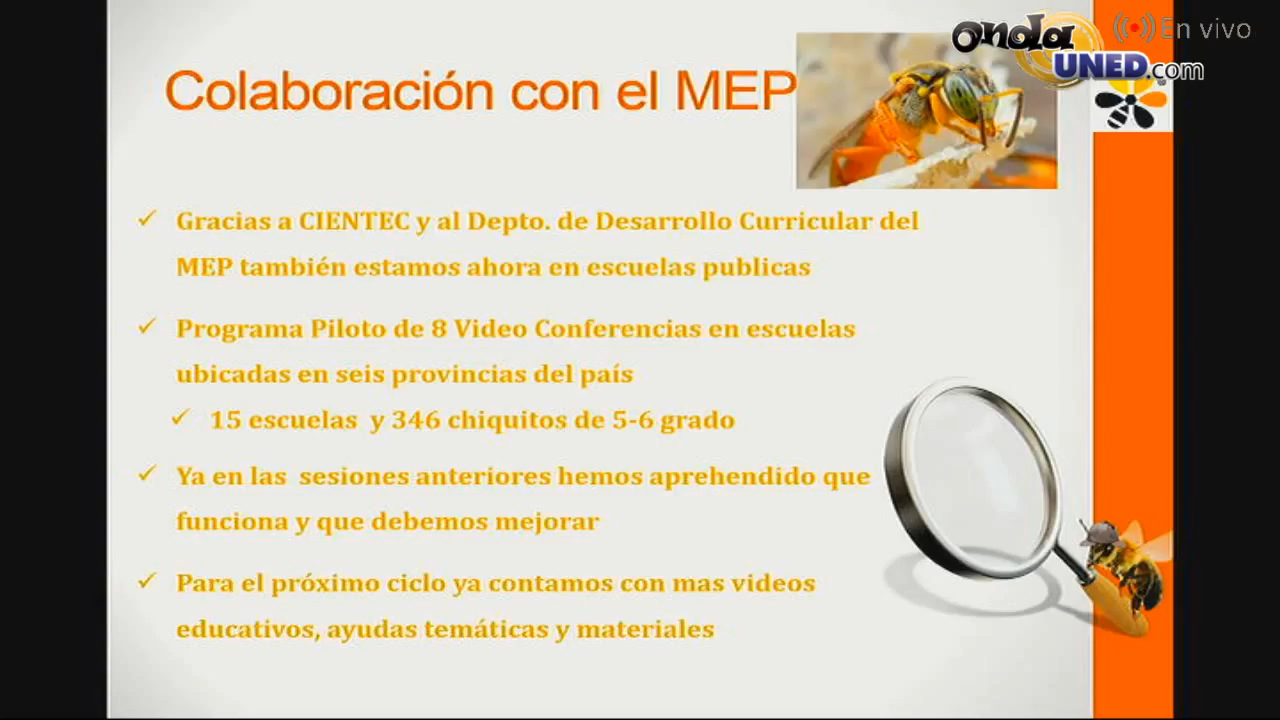 onda
UNED.com
En vivo
Colaboración con el MEP
✓ Gracias a CIENTEC y al Depto. de Desarrollo Curricular del
MEP también estamos ahora en escuelas publicas
✓ Programa Piloto de 8 Video Conferencias en escuelas
ubicadas en seis provincias del país
✓ 15 escuelas y 346 chiquitos de 5-6 grado
✓ Ya en las sesiones anteriores hemos aprehendido que
funciona y que debemos mejorar
✓ Para el próximo ciclo ya contamos con mas videos
educativos, ayudas temáticas y materiales